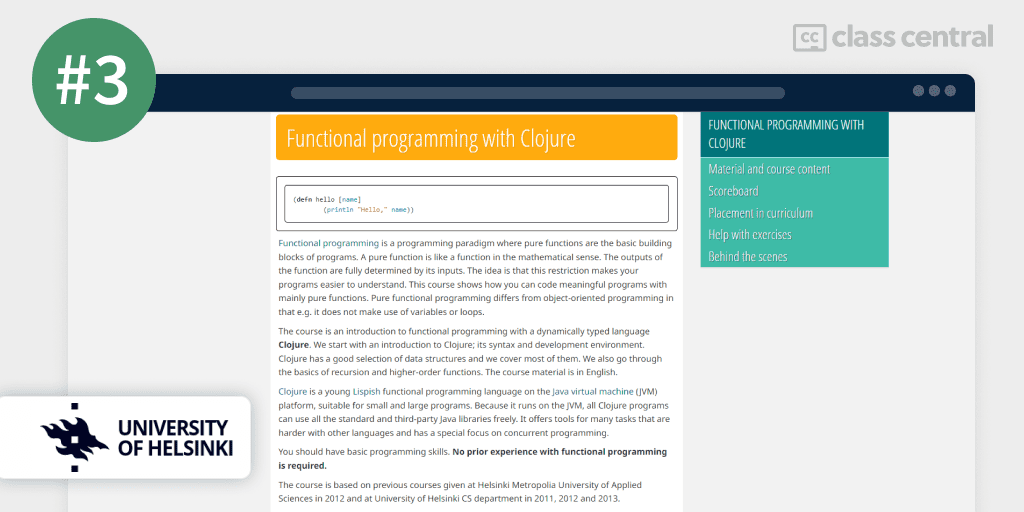 #3
cc class central
Functional programming with Clojure
(defn hello [name]
(println "Hello," name))
Functional programming is a programming paradigm where pure functions are the basic building
blocks of programs. A pure function is like a function in the mathematical sense. The outputs of
the function are fully determined by its inputs. The idea is that this restriction makes your
programs easier to understand. This course shows how you can code meaningful programs with
mainly pure functions. Pure functional programming differs from object-oriented programming in
that e.g. it does not make use of variables or loops.
The course is an introduction to functional programming with a dynamically typed language
Clojure. We start with an introduction to Clojure; its syntax and development environment.
Clojure has a good selection of data structures and we cover most of them. We also go through
the basics of recursion and higher-order functions. The course material is in English.
Clojure is a young Lispish functional programming language on the Java virtual machine (JVM)
platform, suitable for small and large programs. Because it runs on the JVM, all Clojure programs
can use all the standard and third-party Java libraries freely. It offers tools for many tasks that are
harder with other languages and has a special focus on concurrent programming.
You should have basic programming skills. No prior experience with functional programming
is required.
The course is based on previous courses given at Helsinki Metropolia University of Applied
Sciences in 2012 and at University of Helsinki CS department in 2011, 2012 and 2013.
FUNCTIONAL PROGRAMMING WITH
CLOJURE
Material and course content
Scoreboard
Placement in curriculum
Help with exercises
Behind the scenes
UNIVERSITY
OF HELSINKI